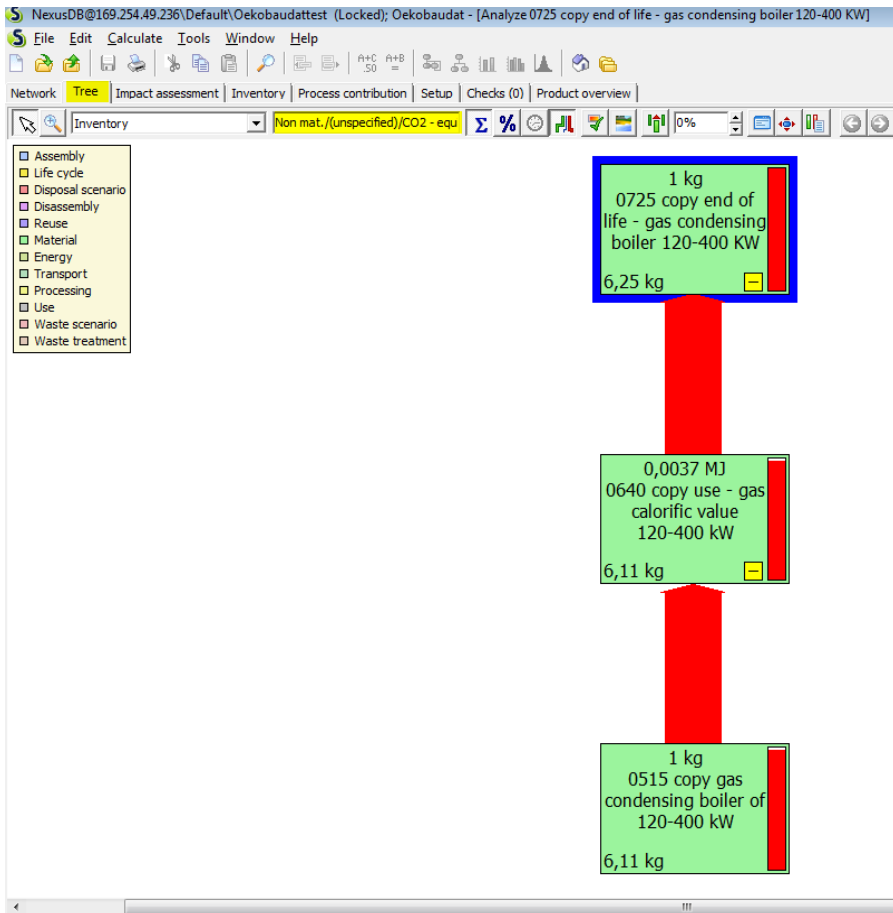 NexusDB@169.254.49.236\Default\Oekobaudattest (Locked); Oekobaudat - [Analyze 0725 copy end of life - gas condensing boiler 120-400 KW]
File Edit Calculate Tools Window Help
A+C .50 A+B =
Network Tree Impact assessment Inventory Process contribution Setup Checks (0) Product overview
Inventory Non mat./(unspecified)/CO2 - equ Σ % 0%
Assembly
Life cycle
Disposal scenario
Disassembly
Reuse
Material
Energy
Transport
Processing
Use
Waste scenario
Waste treatment
1 kg
0725 copy end of
life - gas condensing
boiler 120-400 KW
6,25 kg
0,0037 MJ
0640 copy use - gas
calorific value
120-400 kW
6,11 kg
1 kg
0515 copy gas
condensing boiler of
120-400 kW
6,11 kg